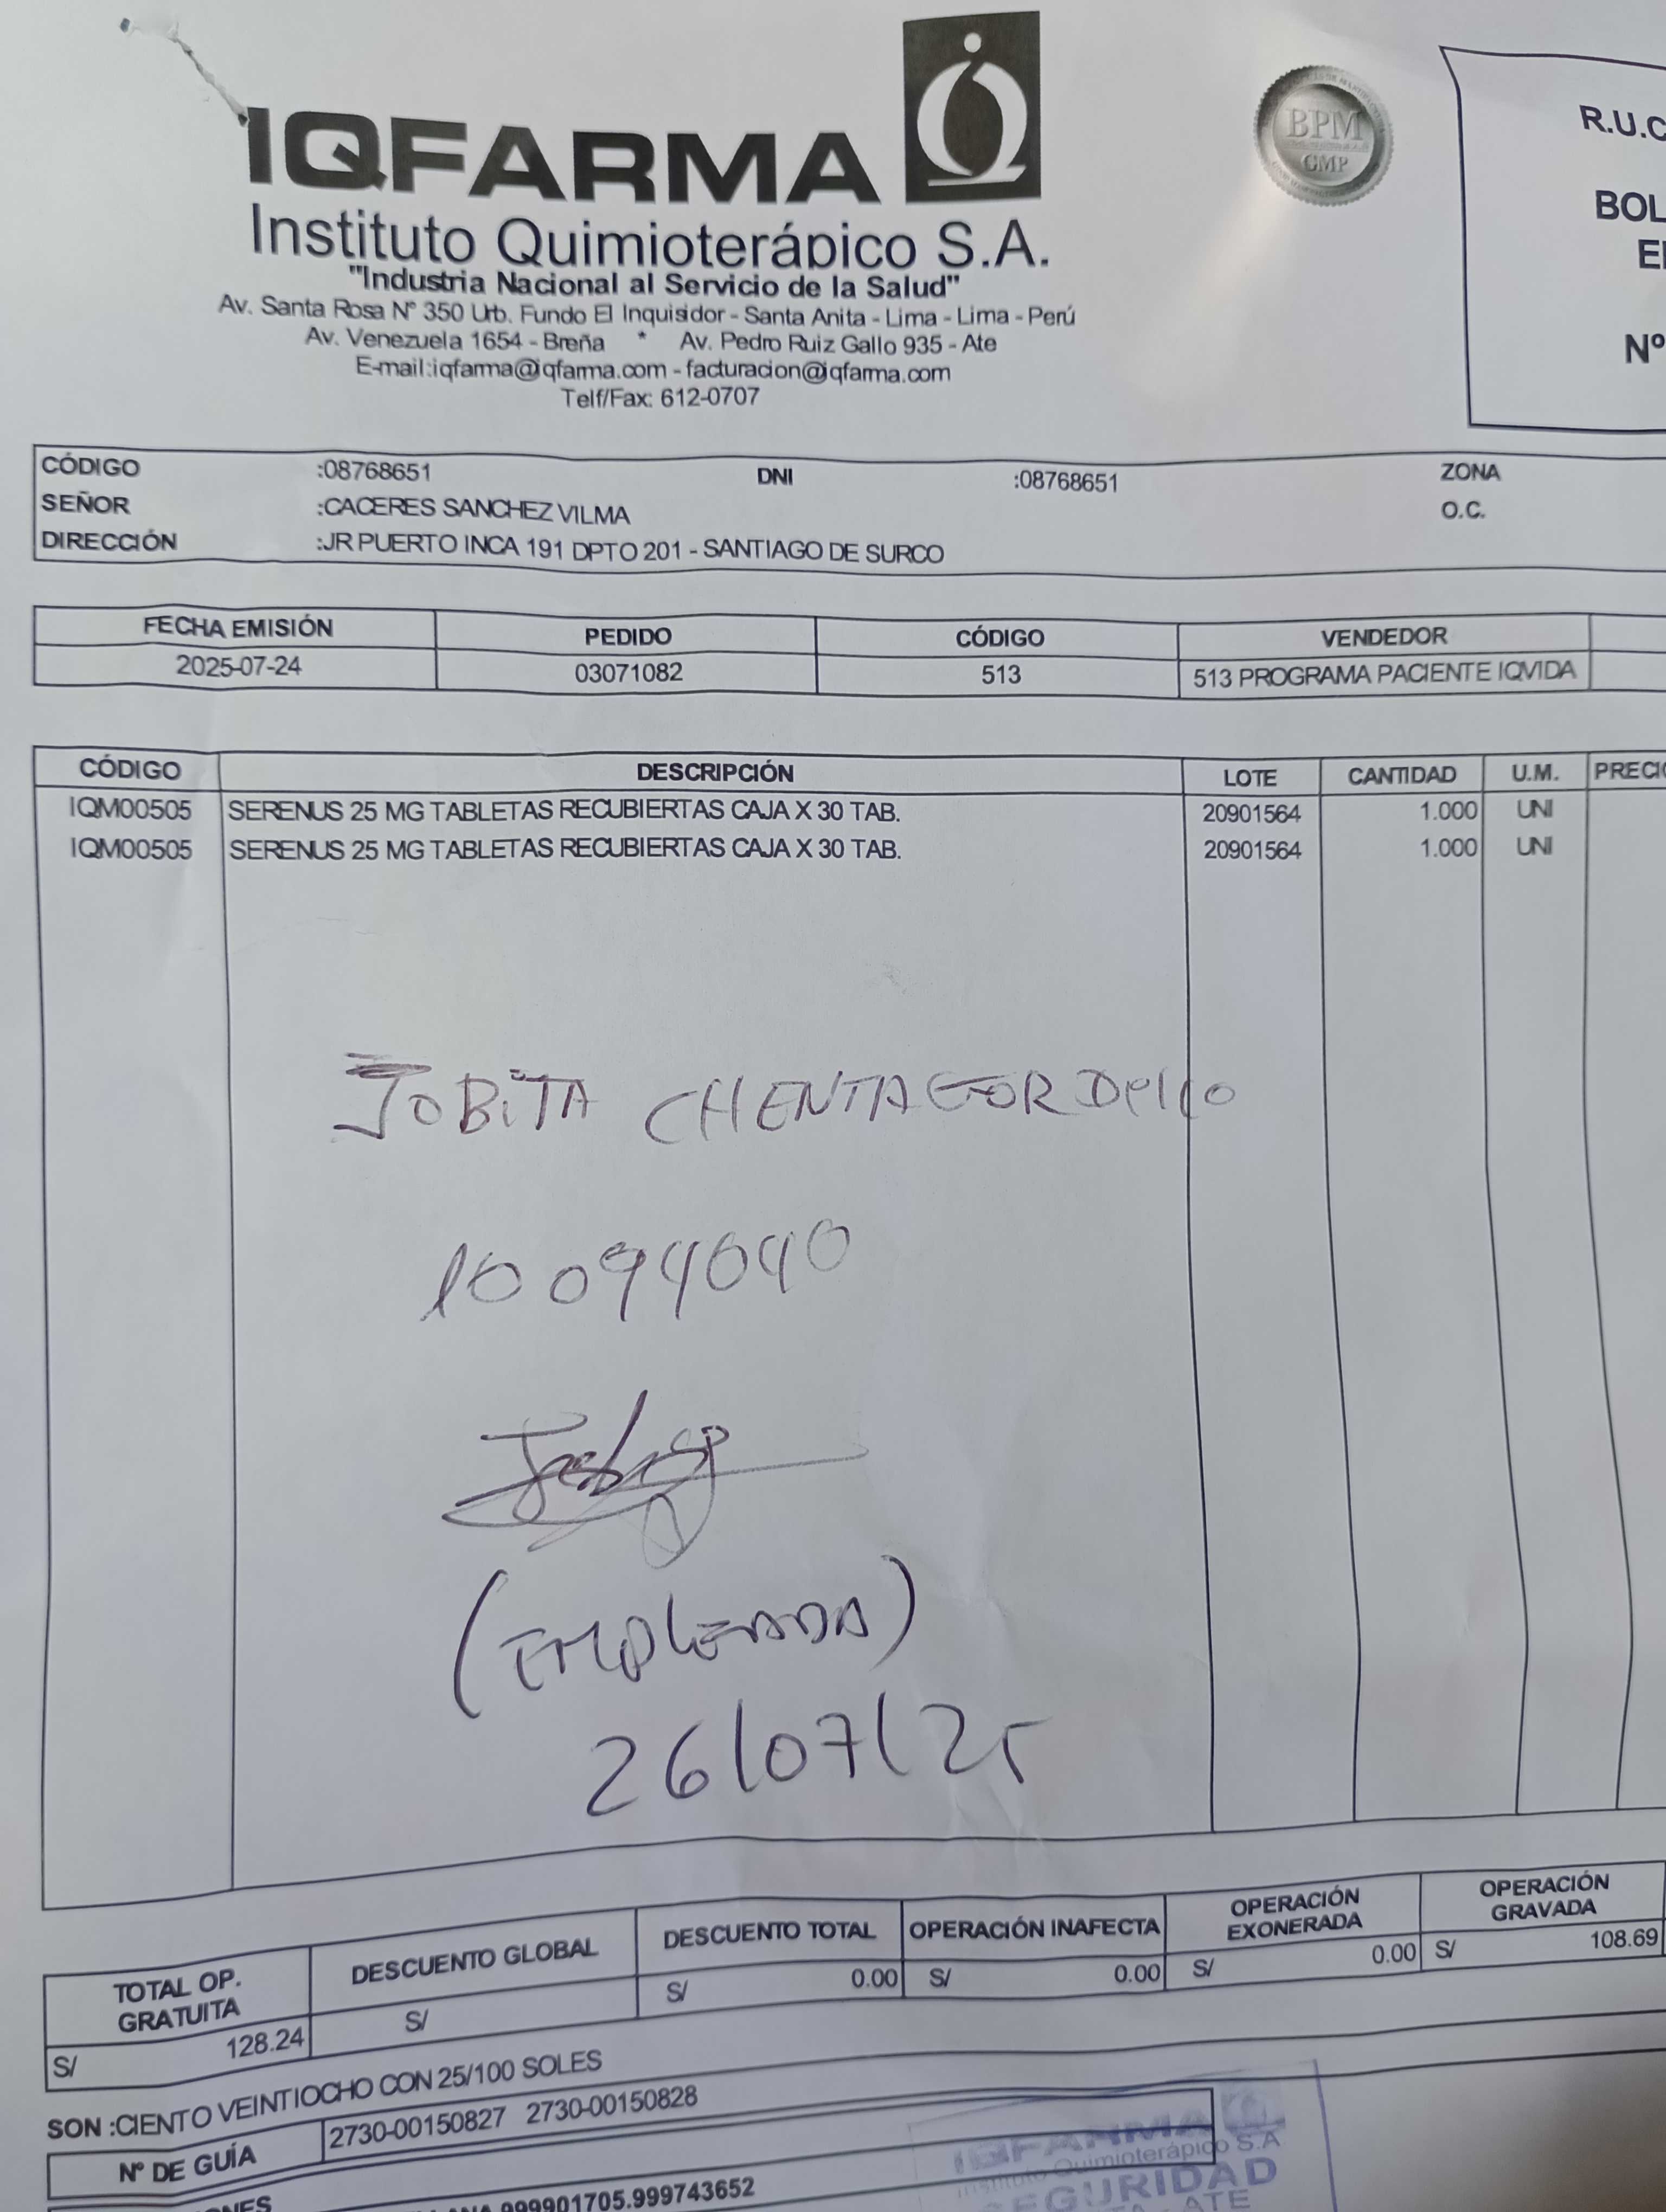 IQFARMA
Instituto Quimioterápico S.A.
"Industria Nacional al Servicio de la Salud"
Av. Santa Rosa Nº 350 Urb. Fundo El Inquisidor - Santa Anita - Lima - Lima - Perú
Av. Venezuela 1654 - Breña * Av. Pedro Ruiz Gallo 935 - Ate
E-mail:iqfarma@iqfarma.com - facturacion@iqfarma.com
Telf/Fax: 612-0707
BPM
GMP
R.U.C
BOL
Nº
CÓDIGO :08768651 DNI :08768651 ZONA
SEÑOR :CACERES SANCHEZ VILMA O.C.
DIRECCIÓN :JR PUERTO INCA 191 DPTO 201 - SANTIAGO DE SURCO
FECHA EMISIÓN PEDIDO CÓDIGO VENDEDOR
2025-07-24 03071082 513 513 PROGRAMA PACIENTE IQVIDA
CÓDIGO DESCRIPCIÓN LOTE CANTIDAD U.M. PRECIO
IQM00505 SERENUS 25 MG TABLETAS RECUBIERTAS CAJA X 30 TAB. 20901564 1.000 UNI
IQM00505 SERENUS 25 MG TABLETAS RECUBIERTAS CAJA X 30 TAB. 20901564 1.000 UNI
JOBiTA
10094040
(EMPLEADA)
26/07/25
TOTAL OP. GRATUITA DESCUENTO GLOBAL DESCUENTO TOTAL OPERACIÓN INAFECTA OPERACIÓN EXONERADA OPERACIÓN GRAVADA
S/ 128.24 S/ S/ 0.00 S/ 0.00 S/ 0.00 S/ 108.69
SON :CIENTO VEINTIOCHO CON 25/100 SOLES
Nº DE GUÍA 2730-00150827 2730-00150828
999901705.999743652
IQFARMA
Instituto Quimioterápico S.A
SEGURIDAD
ATE